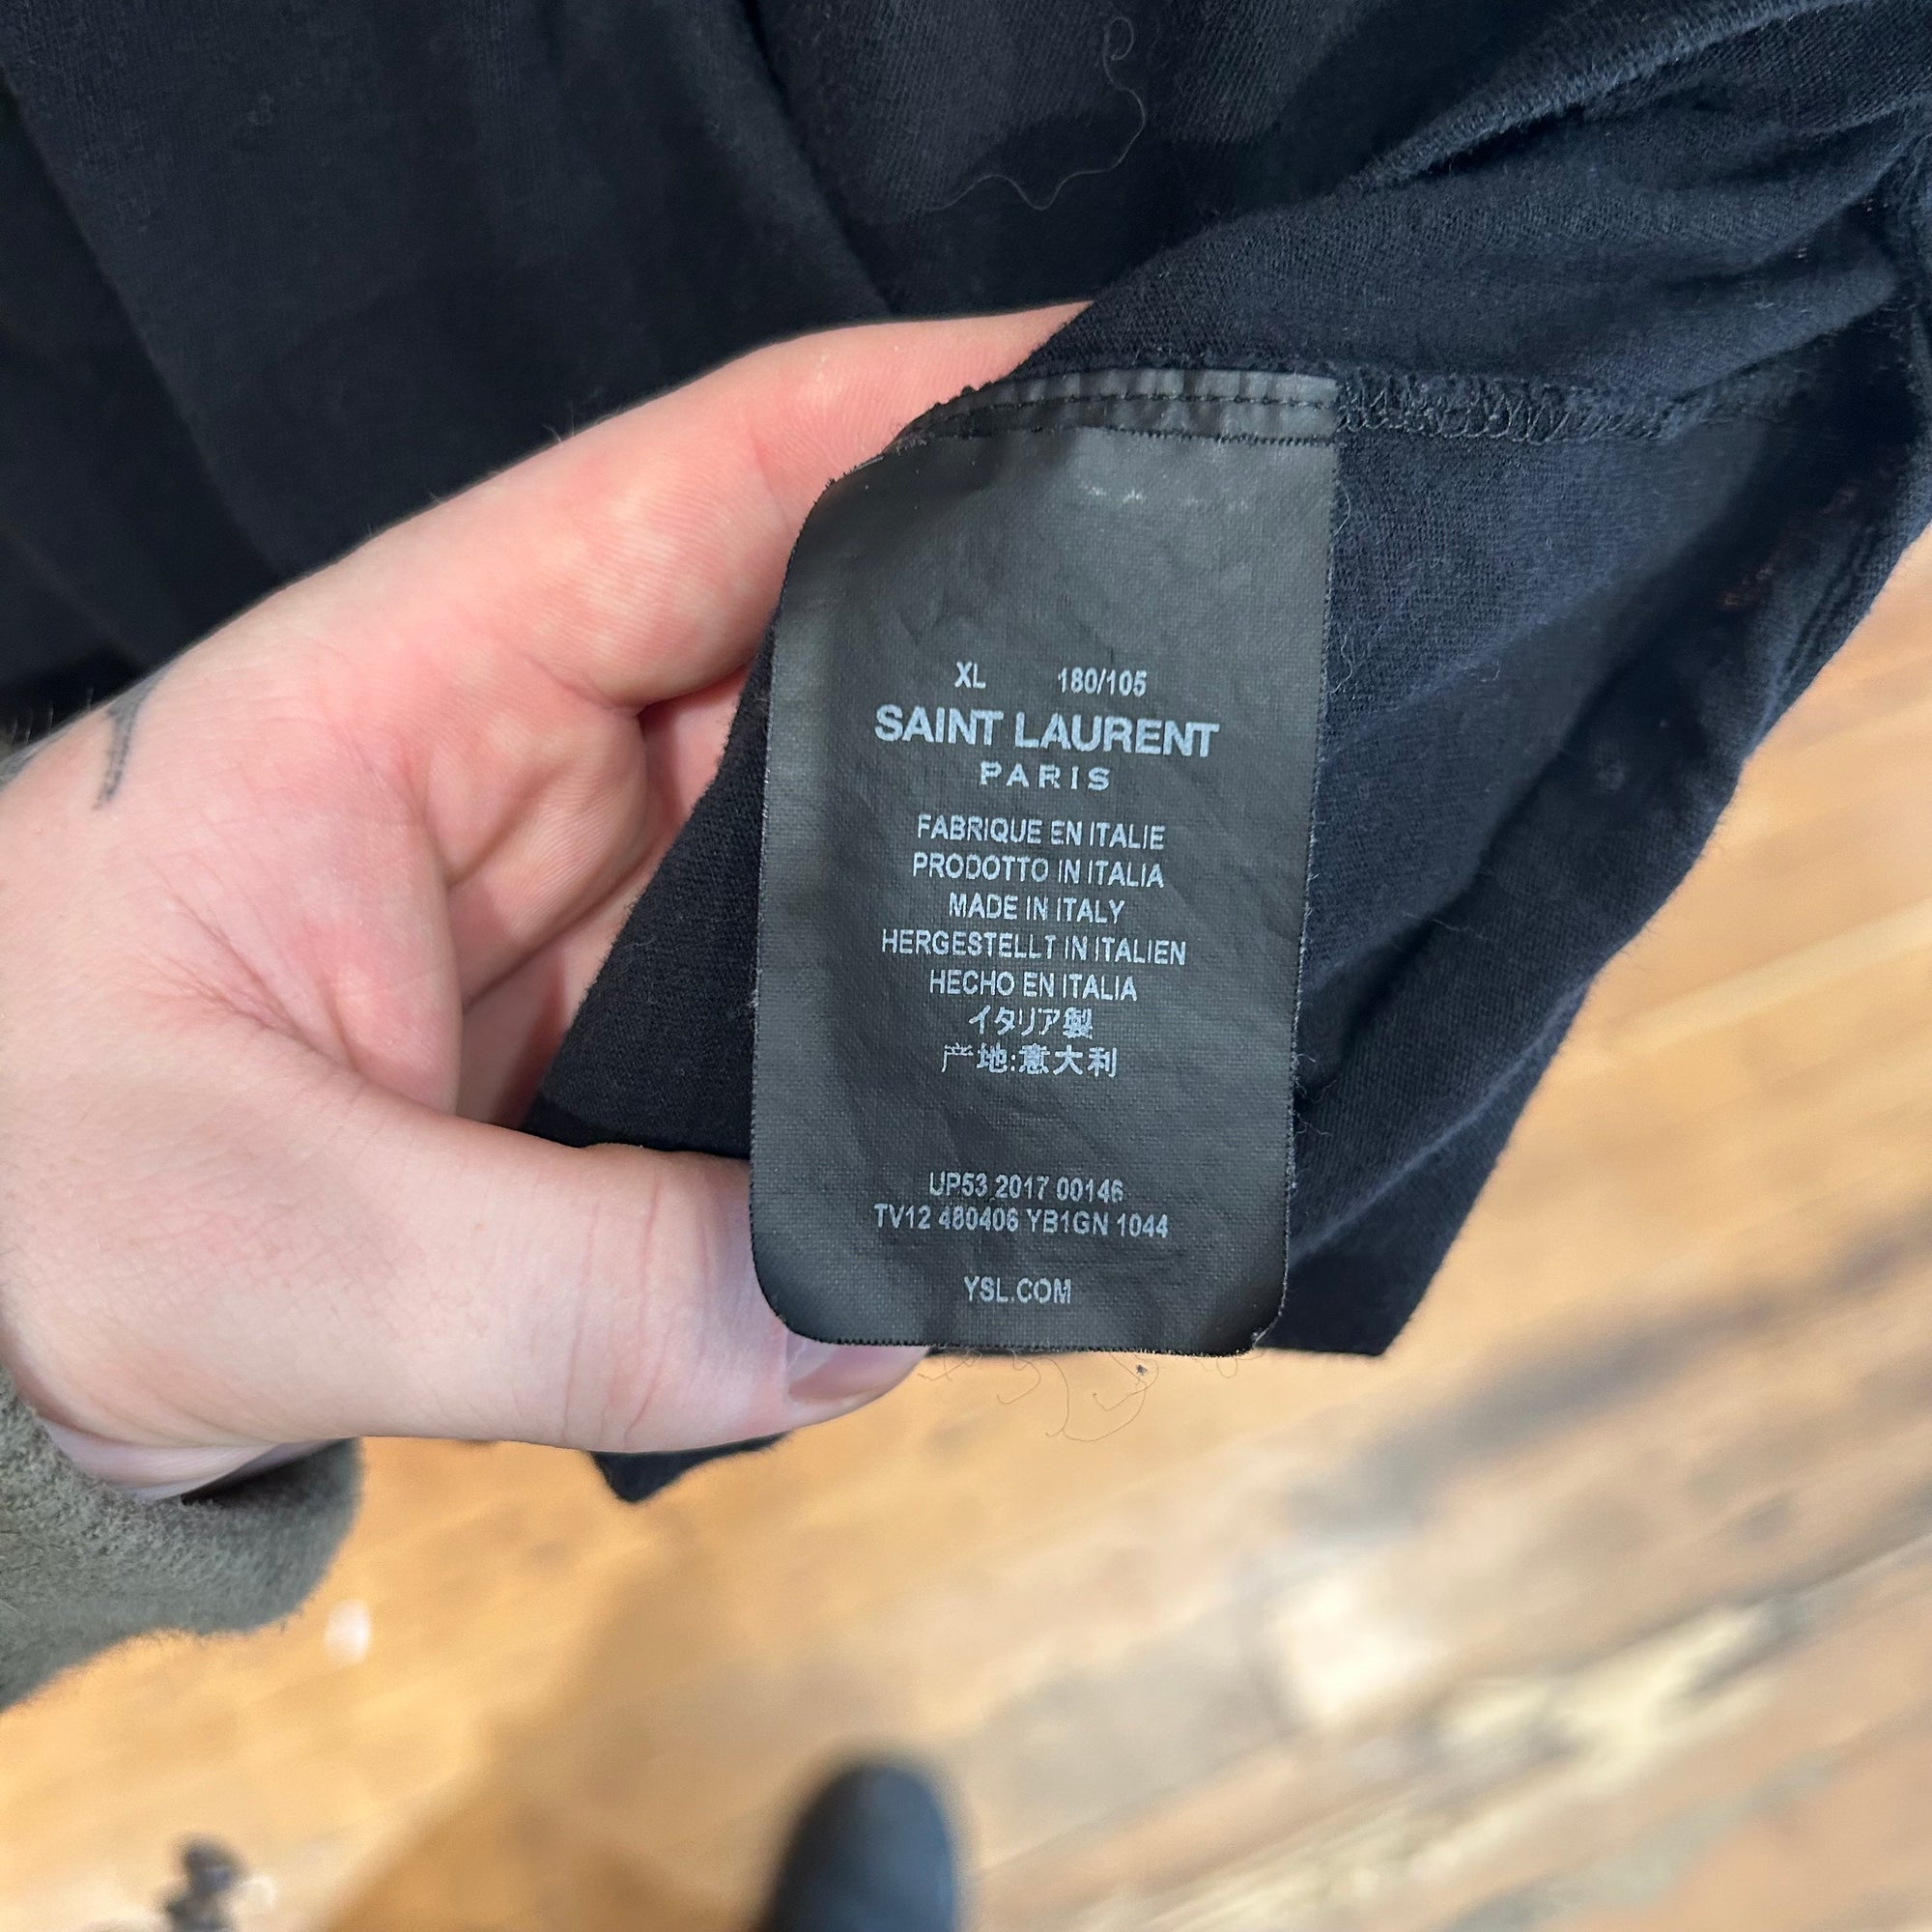 XL 180/105
SAINT LAURENT
PARIS
FABRIQUE EN ITALIE
PRODOTTO IN ITALIA
MADE IN ITALY
HERGESTELLT IN ITALIEN
HECHO EN ITALIA
イタリア製
产地:意大利
UP53 2017 00146
TV12 480406 YB1GN 1044
YSL.COM